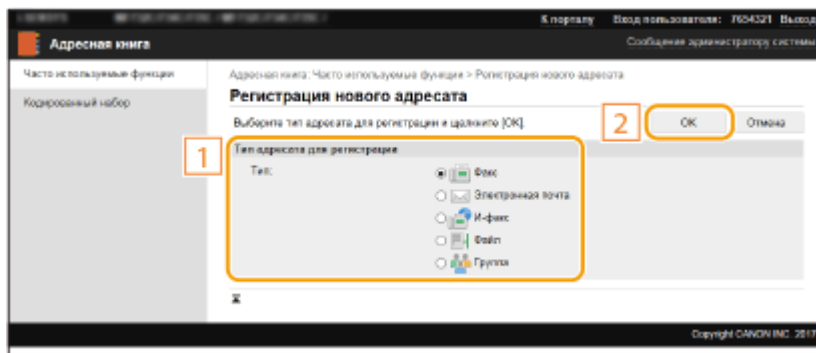 К порталу Вход пользователя: 7654321 Выход
Адресная книга
Сообщение администратору системы
Часто используемые функции
Кодированный набор
Адресная книга: Часто используемые функции > Регистрация нового адресата
Регистрация нового адресата
Выберите тип адресата для регистрации и щелкните [OK].
2
OK
Отмена
1
Тип адресата для регистрации
Тип:
Факс
Электронная почта
И-факс
Файл
Группа
Copyright CANON INC. 2017